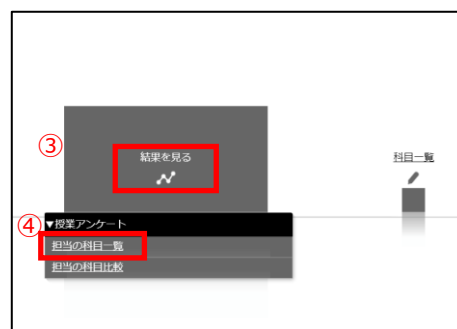 ③
結果を見る
科目一覧
④
▼授業アンケート
担当の科目一覧
担当の科目比較